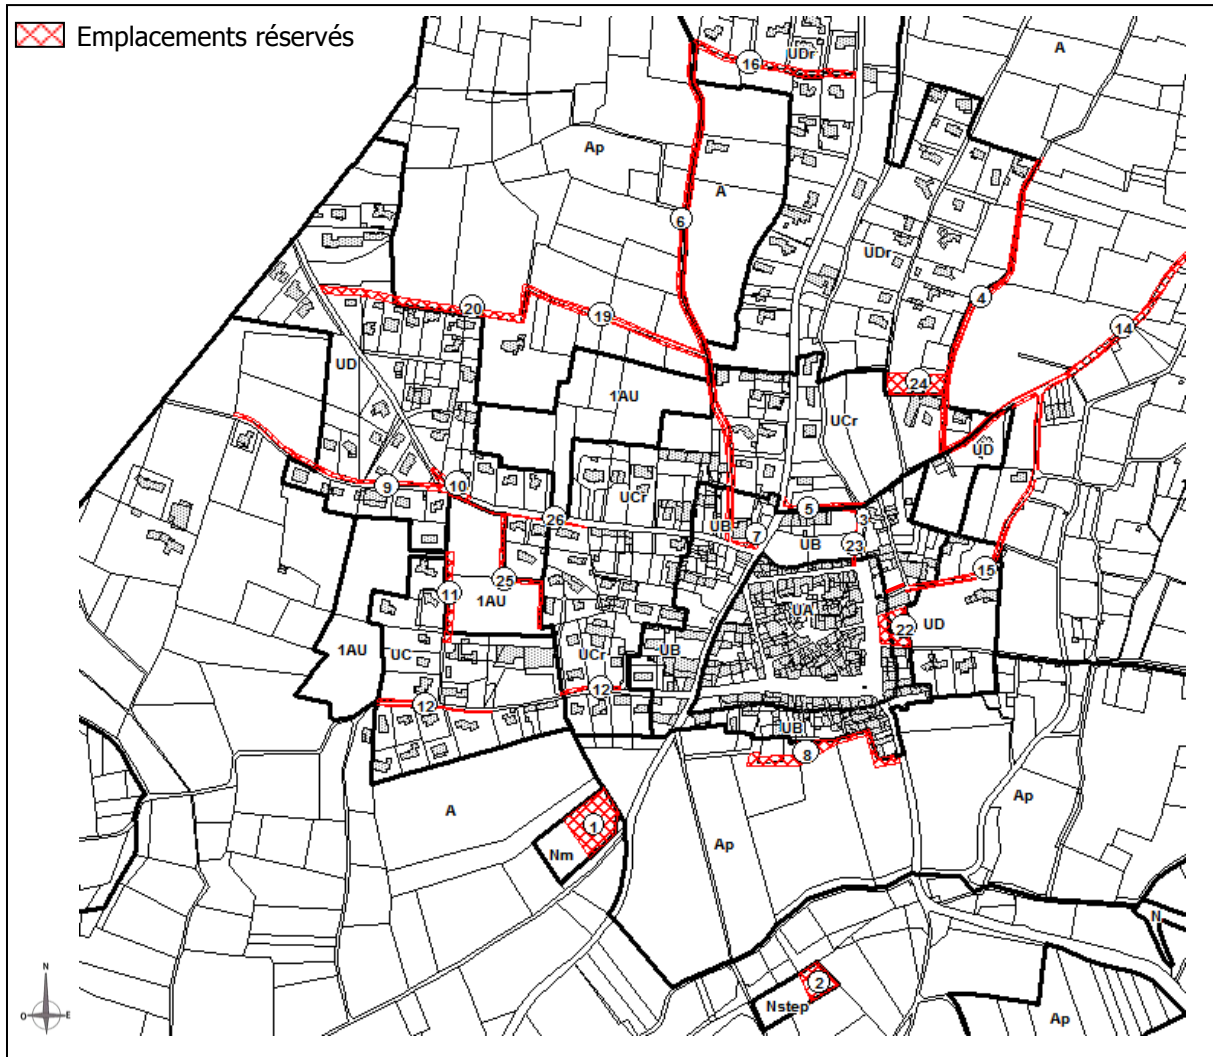 Emplacements réservés
UDr
A
16
Ap
A
6
UDr
4
20
19
14
UD
24
1AU
UCr
UD
10
9
UCr
26
5
3
UB
7
UB
23
25
15
11
1AU
UA
22
UD
1AU
UC
UCr
UB
12
12
UB
8
Ap
A
1
Ap
Nm
N
2
Nstep
Ap
N
O
E